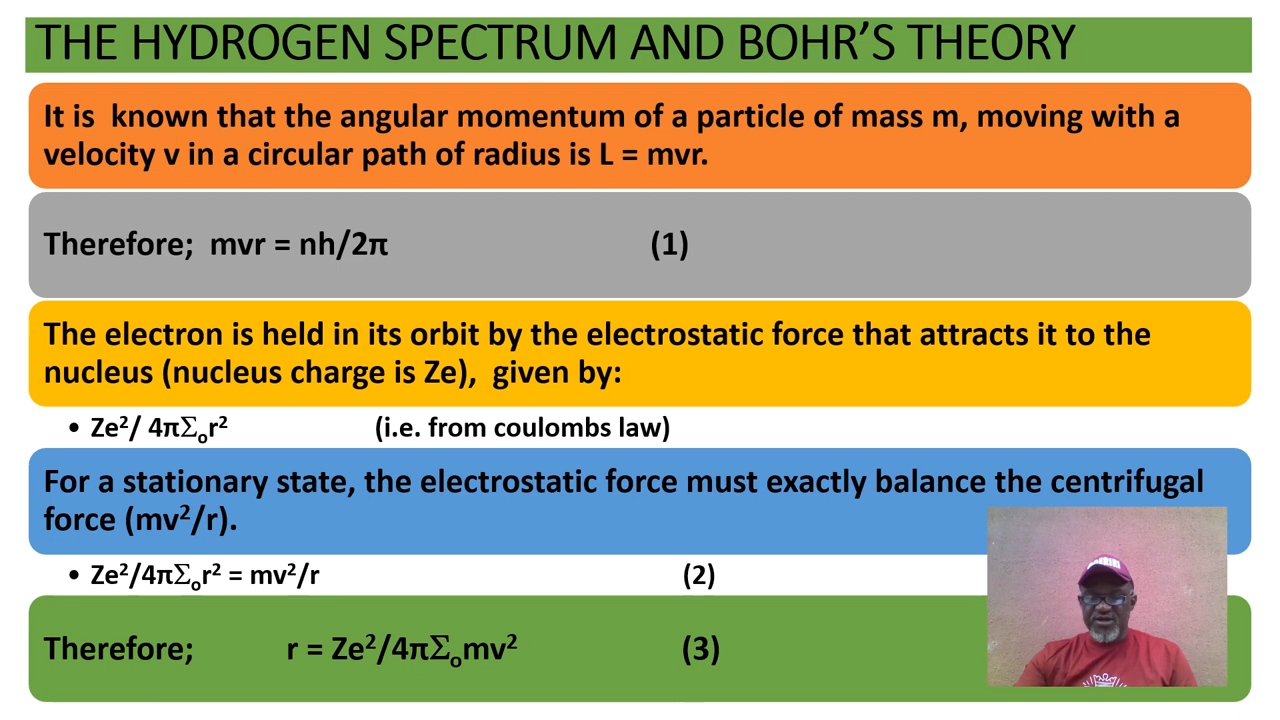 THE HYDROGEN SPECTRUM AND BOHR’S THEORY
It is known that the angular momentum of a particle of mass m, moving with a
velocity v in a circular path of radius is L = mvr.
Therefore; mvr = nh/2π (1)
The electron is held in its orbit by the electrostatic force that attracts it to the
nucleus (nucleus charge is Ze), given by:
• Ze²/ 4πΣₒr² (i.e. from coulombs law)
For a stationary state, the electrostatic force must exactly balance the centrifugal
force (mv²/r).
• Ze²/4πΣₒr² = mv²/r (2)
Therefore; r = Ze²/4πΣₒmv² (3)